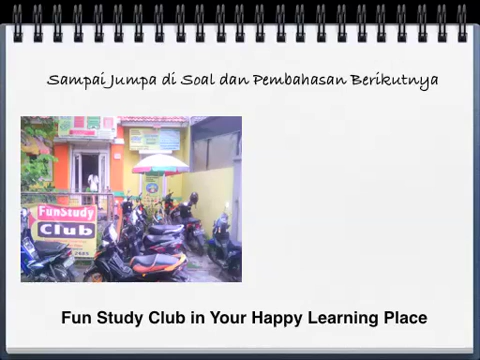 Sampai Jumpa di Soal dan Pembahasan Berikutnya
FunStudy
Club
Fun Study Club in Your Happy Learning Place